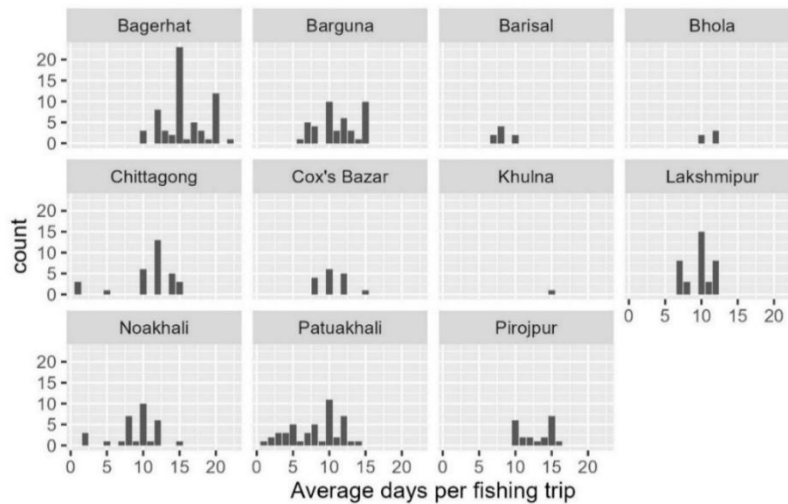 Bagerhat Barguna Barisal Bhola
20
15
10
5
0
Chittagong Cox's Bazar Khulna Lakshmipur
20
15
10
5
0
count
0 5 10 15 20
Noakhali Patuakhali Pirojpur
20
15
10
5
0
0 5 10 15 20 0 5 10 15 20 0 5 10 15 20
Average days per fishing trip